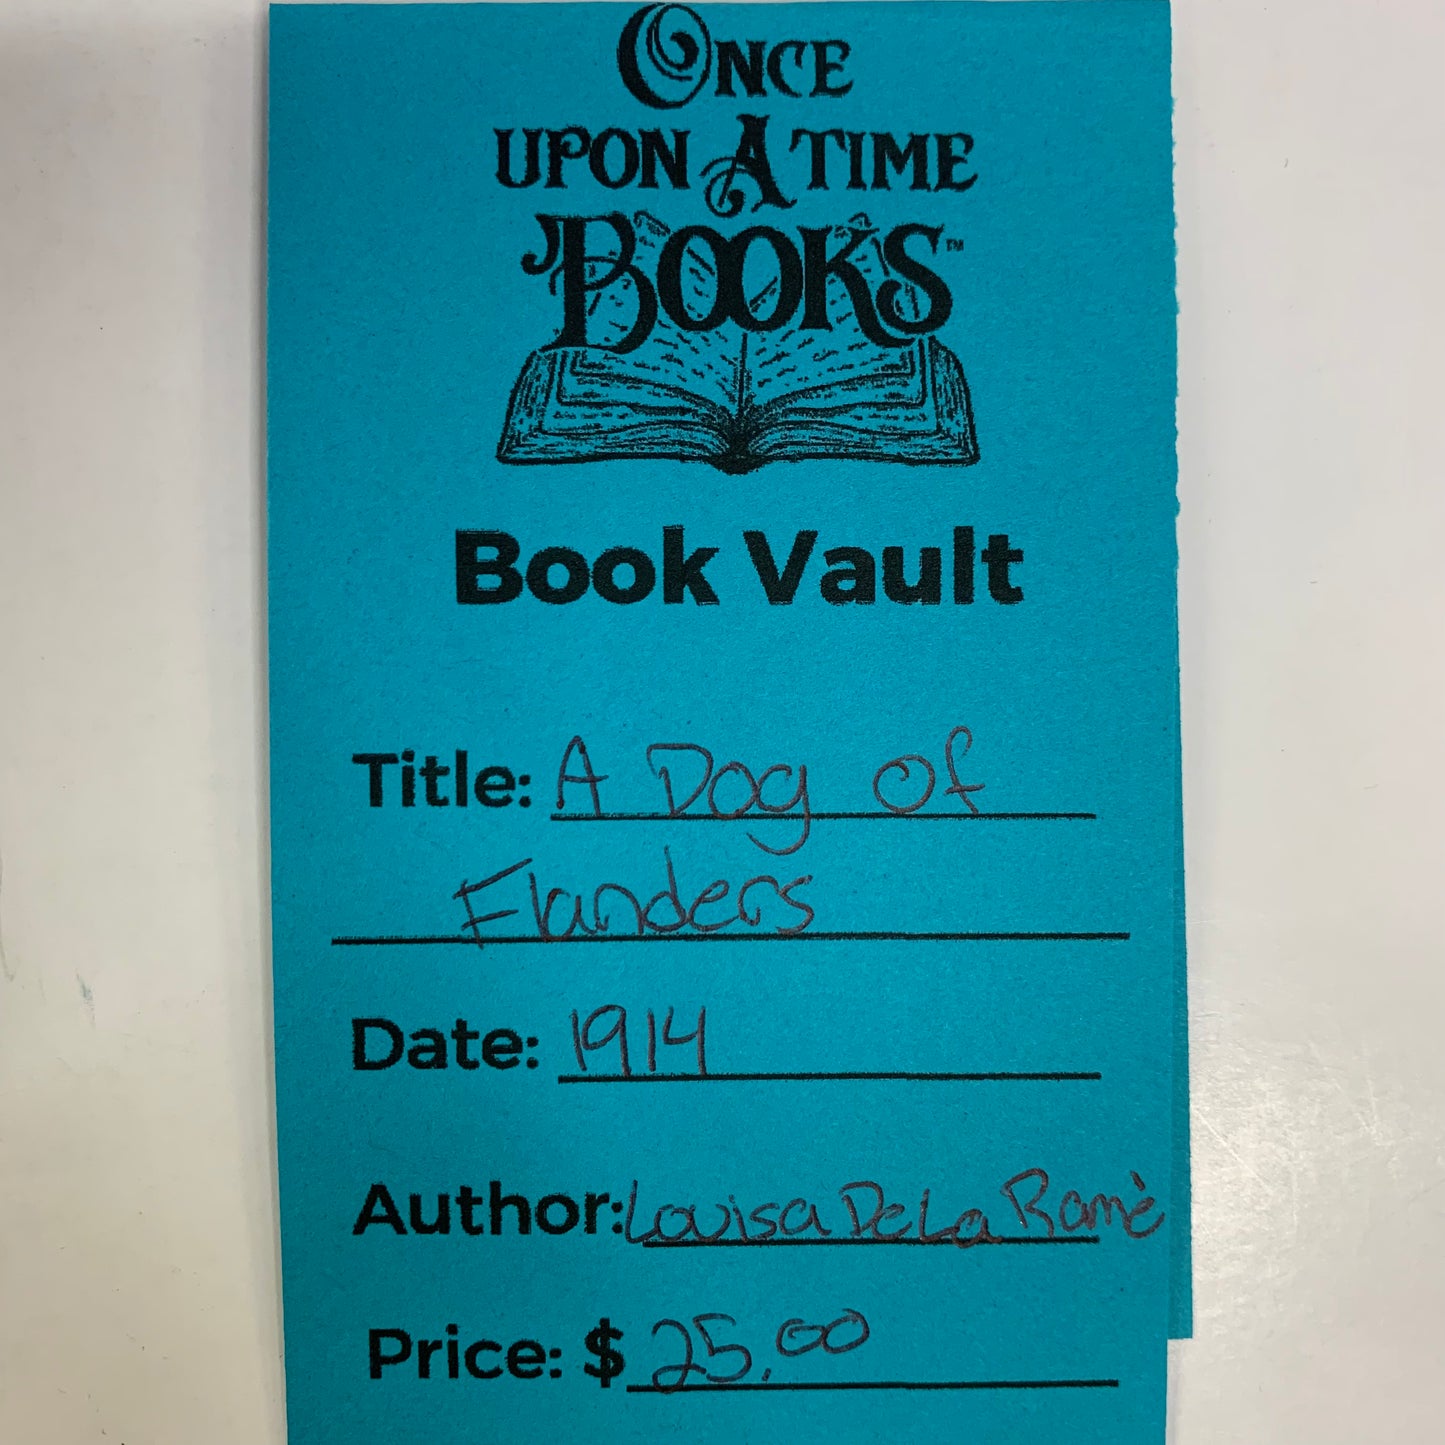 ONCE
UPON A TIME
BOOKS™
Book Vault
Title: A Dog of
Flanders
Date: 1914
Author: Louisa De La Ramè
Price: $ 25.00